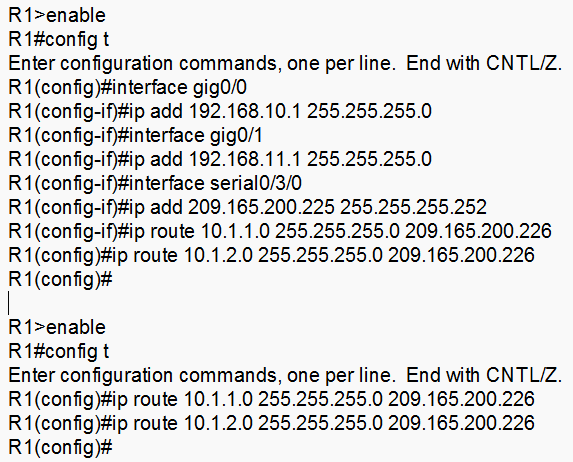 R1>enable
R1#config t
Enter configuration commands, one per line.  End with CNTL/Z.
R1(config)#interface gig0/0
R1(config-if)#ip add 192.168.10.1 255.255.255.0
R1(config-if)#interface gig0/1
R1(config-if)#ip add 192.168.11.1 255.255.255.0
R1(config-if)#interface serial0/3/0
R1(config-if)#ip add 209.165.200.225 255.255.255.252
R1(config-if)#ip route 10.1.1.0 255.255.255.0 209.165.200.226
R1(config)#ip route 10.1.2.0 255.255.255.0 209.165.200.226
R1(config)#
R1>enable
R1#config t
Enter configuration commands, one per line.  End with CNTL/Z.
R1(config)#ip route 10.1.1.0 255.255.255.0 209.165.200.226
R1(config)#ip route 10.1.2.0 255.255.255.0 209.165.200.226
R1(config)#